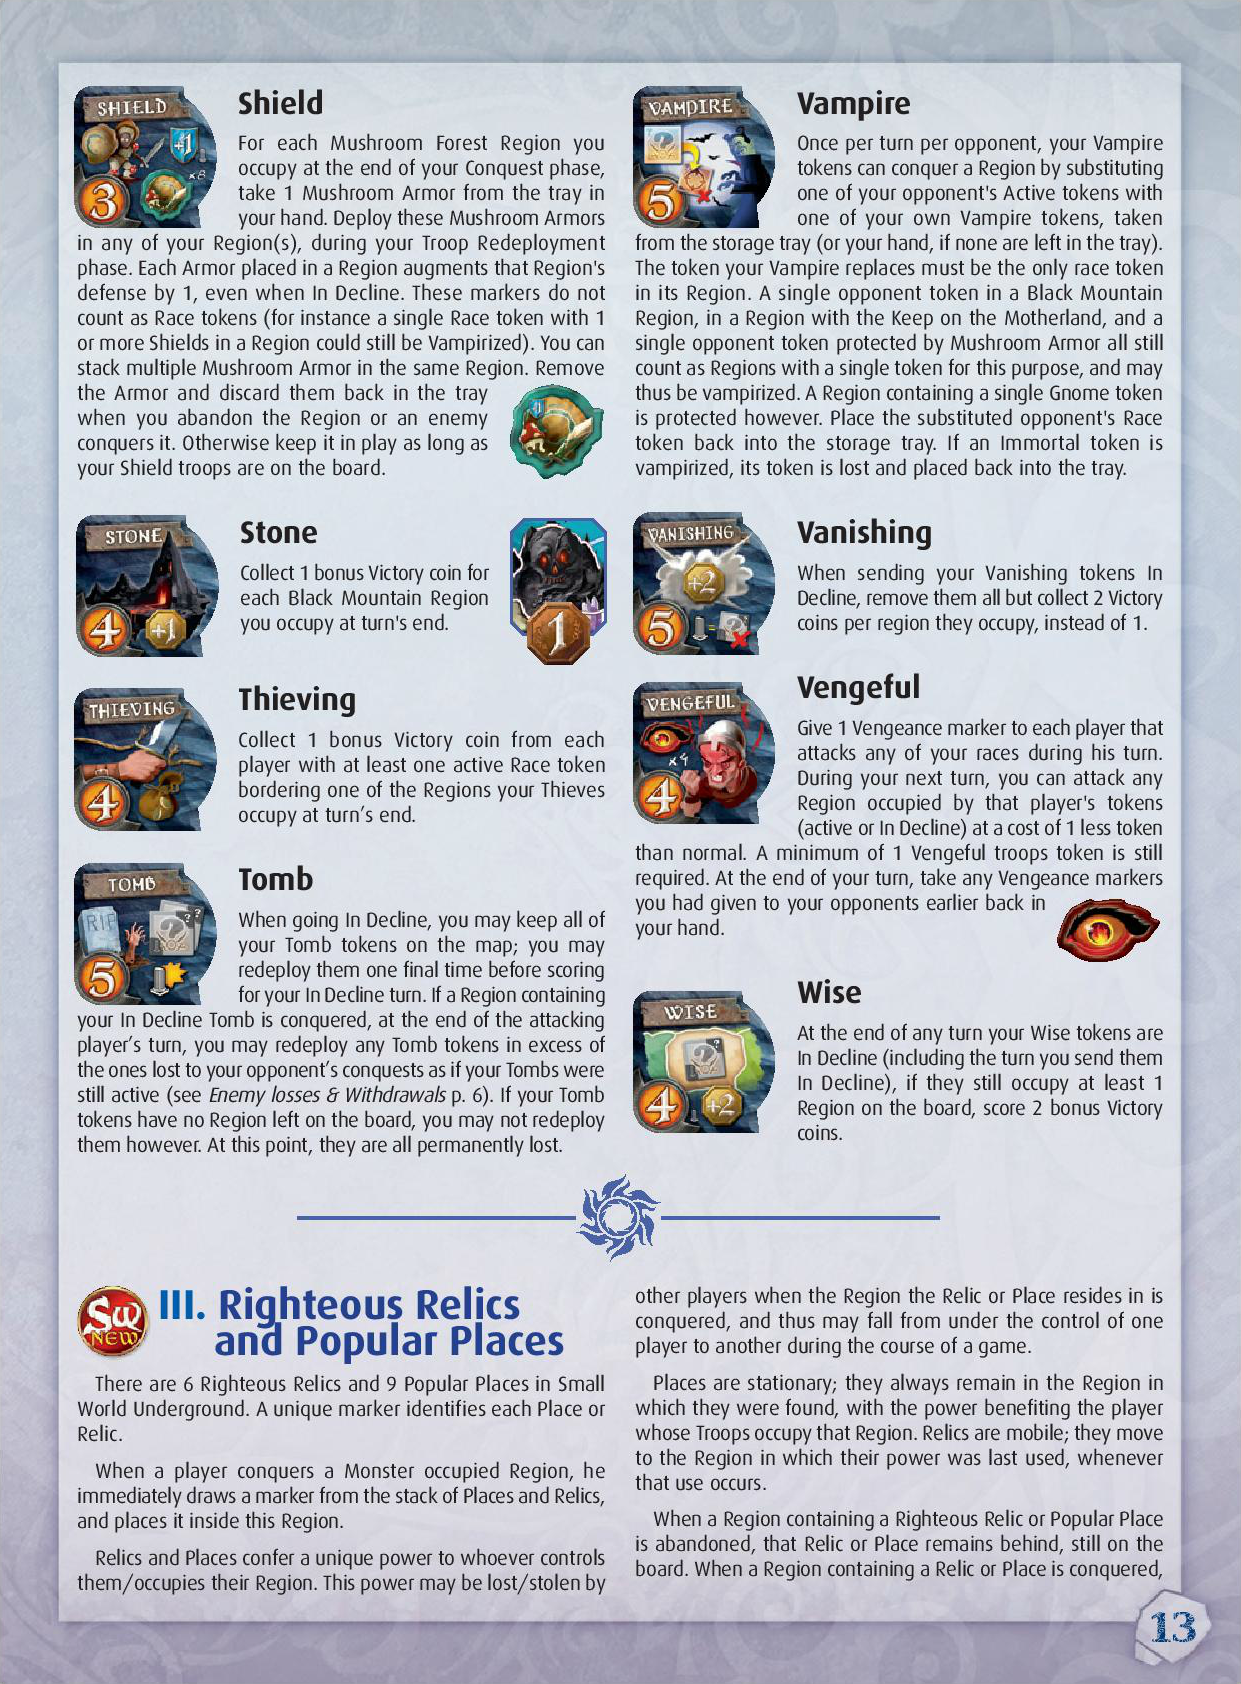 SHIELD
+1
x8
3
Shield
For each Mushroom Forest Region you
occupy at the end of your Conquest phase,
take 1 Mushroom Armor from the tray in
your hand. Deploy these Mushroom Armors
in any of your Region(s), during your Troop Redeployment
phase. Each Armor placed in a Region augments that Region's
defense by 1, even when In Decline. These markers do not
count as Race tokens (for instance a single Race token with 1
or more Shields in a Region could still be Vampirized). You can
stack multiple Mushroom Armor in the same Region. Remove
the Armor and discard them back in the tray
when you abandon the Region or an enemy
conquers it. Otherwise keep it in play as long as
your Shield troops are on the board.
STONE
4
+1
Stone
Collect 1 bonus Victory coin for
each Black Mountain Region
you occupy at turn's end.
1
THIEVING
4
Thieving
Collect 1 bonus Victory coin from each
player with at least one active Race token
bordering one of the Regions your Thieves
occupy at turn’s end.
TOMB
RIP
5
Tomb
When going In Decline, you may keep all of
your Tomb tokens on the map; you may
redeploy them one final time before scoring
for your In Decline turn. If a Region containing
your In Decline Tomb is conquered, at the end of the attacking
player’s turn, you may redeploy any Tomb tokens in excess of
the ones lost to your opponent’s conquests as if your Tombs were
still active (see Enemy losses & Withdrawals p. 6). If your Tomb
tokens have no Region left on the board, you may not redeploy
them however. At this point, they are all permanently lost.
VAMPIRE
?
5
Vampire
Once per turn per opponent, your Vampire
tokens can conquer a Region by substituting
one of your opponent's Active tokens with
one of your own Vampire tokens, taken
from the storage tray (or your hand, if none are left in the tray).
The token your Vampire replaces must be the only race token
in its Region. A single opponent token in a Black Mountain
Region, in a Region with the Keep on the Motherland, and a
single opponent token protected by Mushroom Armor all still
count as Regions with a single token for this purpose, and may
thus be vampirized. A Region containing a single Gnome token
is protected however. Place the substituted opponent's Race
token back into the storage tray. If an Immortal token is
vampirized, its token is lost and placed back into the tray.
VANISHING
+2
5
Vanishing
When sending your Vanishing tokens In
Decline, remove them all but collect 2 Victory
coins per region they occupy, instead of 1.
VENGEFUL
x4
4
Vengeful
Give 1 Vengeance marker to each player that
attacks any of your races during his turn.
During your next turn, you can attack any
Region occupied by that player's tokens
(active or In Decline) at a cost of 1 less token
than normal. A minimum of 1 Vengeful troops token is still
required. At the end of your turn, take any Vengeance markers
you had given to your opponents earlier back in
your hand.
WISE
?
4
+2
Wise
At the end of any turn your Wise tokens are
In Decline (including the turn you send them
In Decline), if they still occupy at least 1
Region on the board, score 2 bonus Victory
coins.
SW
NEW
III. Righteous Relics
and Popular Places
There are 6 Righteous Relics and 9 Popular Places in Small
World Underground. A unique marker identifies each Place or
Relic.
When a player conquers a Monster occupied Region, he
immediately draws a marker from the stack of Places and Relics,
and places it inside this Region.
Relics and Places confer a unique power to whoever controls
them/occupies their Region. This power may be lost/stolen by
other players when the Region the Relic or Place resides in is
conquered, and thus may fall from under the control of one
player to another during the course of a game.
Places are stationary; they always remain in the Region in
which they were found, with the power benefiting the player
whose Troops occupy that Region. Relics are mobile; they move
to the Region in which their power was last used, whenever
that use occurs.
When a Region containing a Righteous Relic or Popular Place
is abandoned, that Relic or Place remains behind, still on the
board. When a Region containing a Relic or Place is conquered,
13